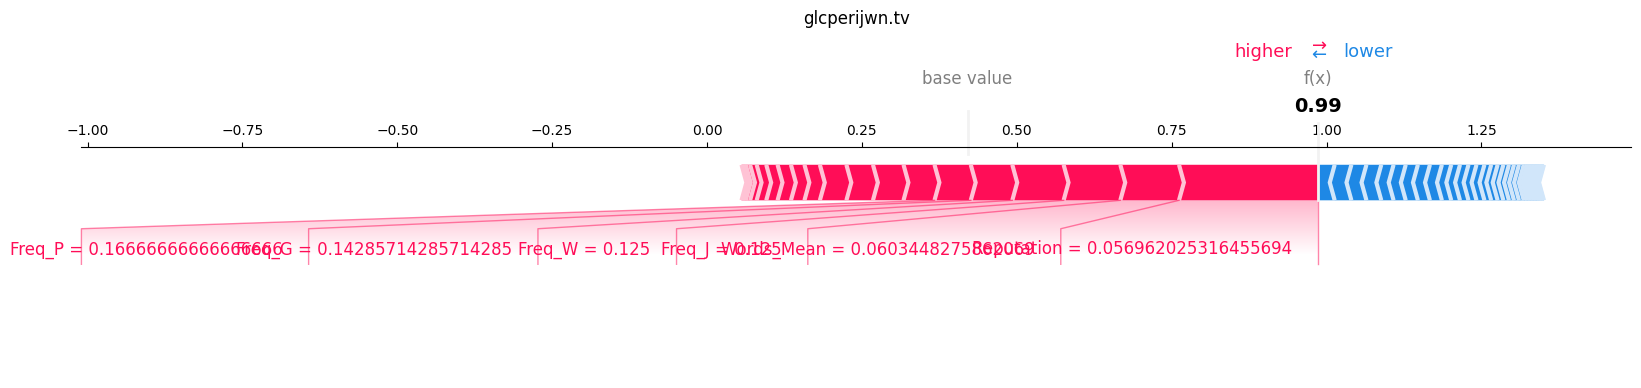 glcperijwn.tv
higher → ← lower
base value f(x)
0.99
−1.00 −0.75 −0.50 −0.25 0.00 0.25 0.50 0.75 1.00 1.25
Freq_P = 0.16666666666666666 Freq_G = 0.14285714285714285 Freq_W = 0.125 Freq_J = 0.125 Words_Mean = 0.0603448275862069 Reputation = 0.056962025316455694